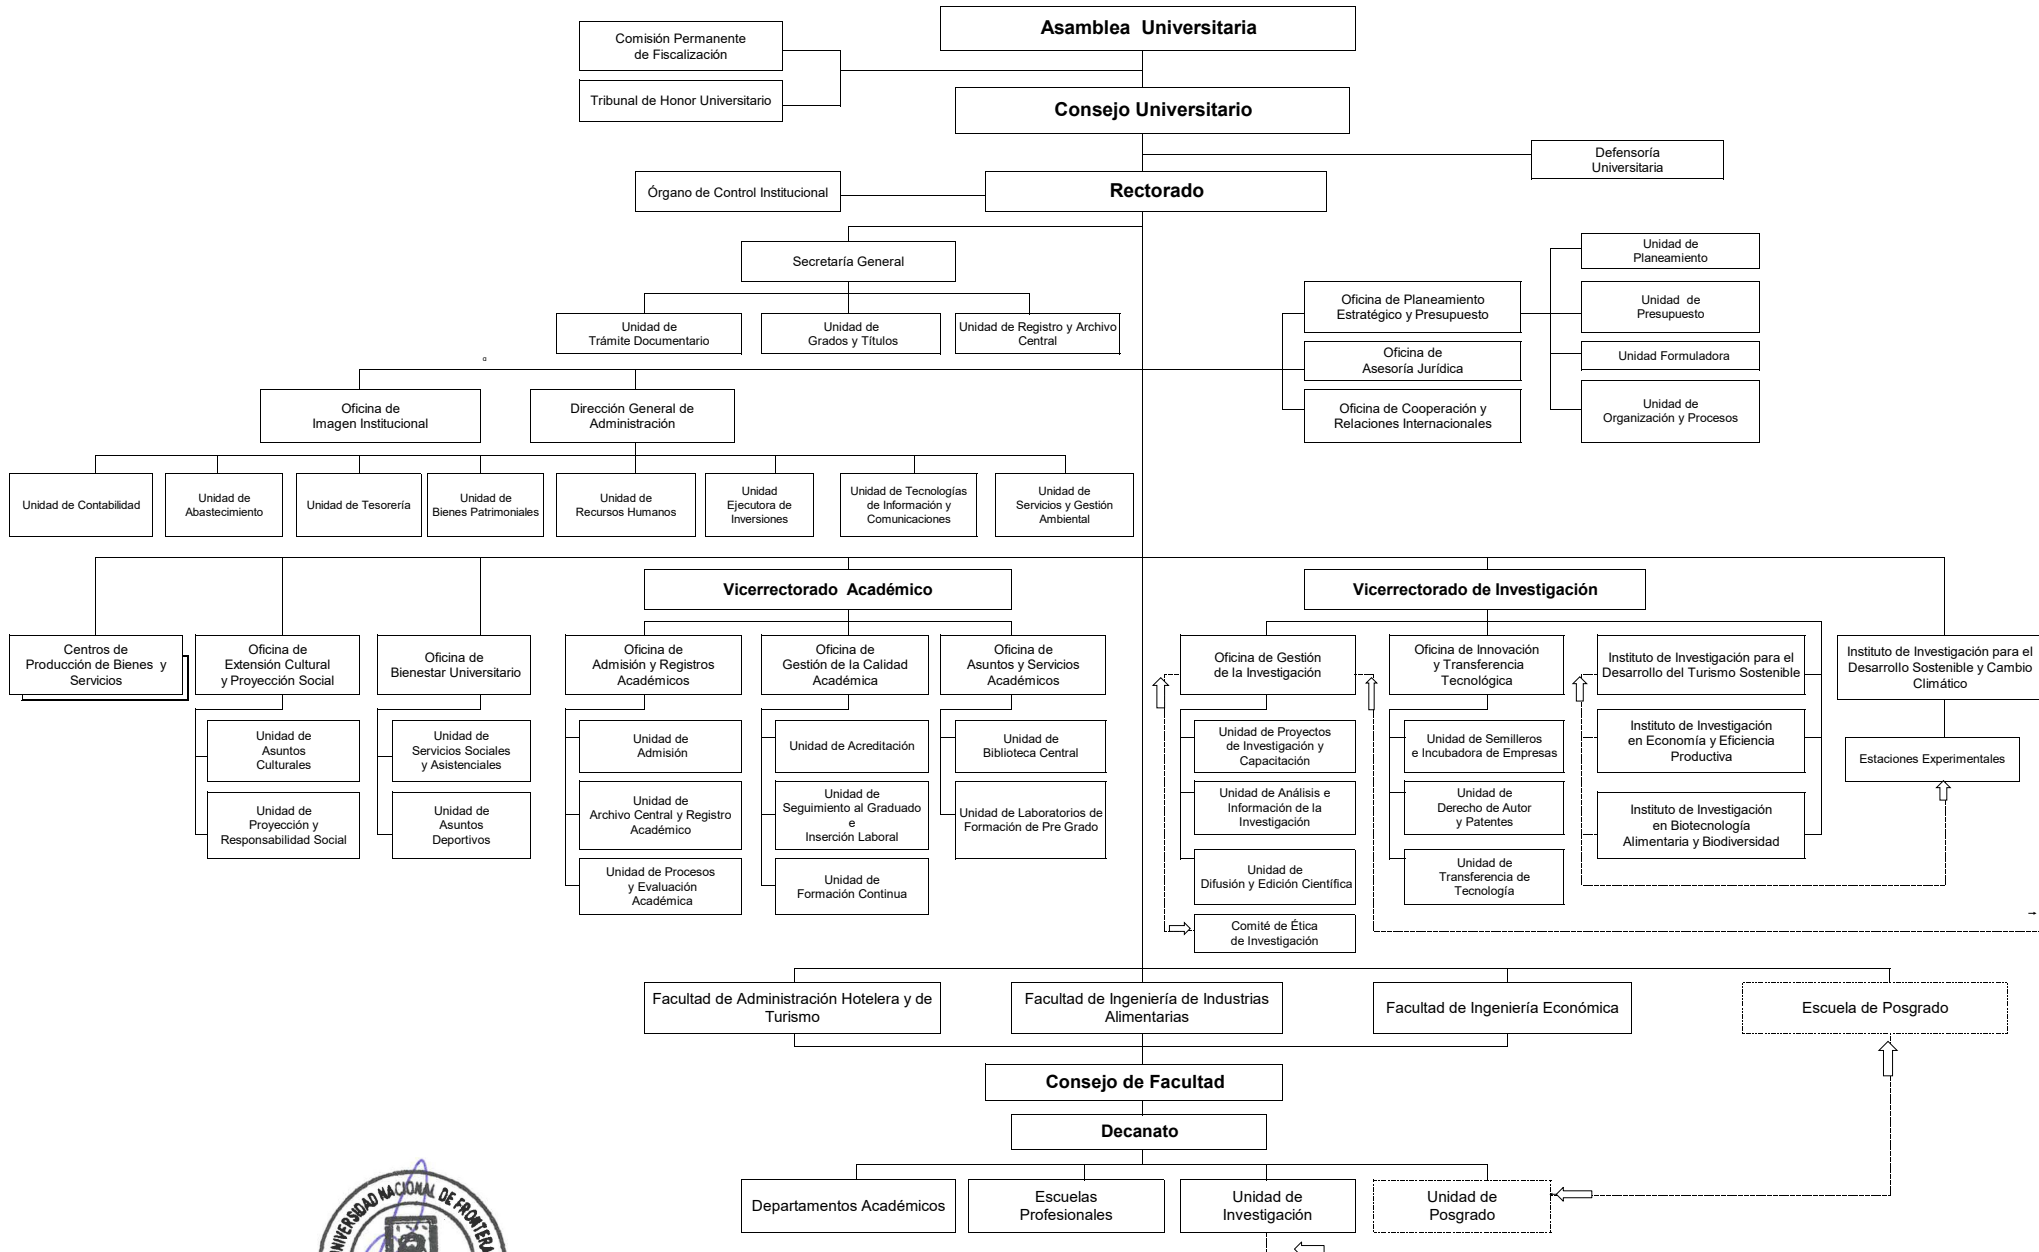 Asamblea Universitaria
Comisión Permanente
de Fiscalización
Tribunal de Honor Universitario
Consejo Universitario
Defensoría
Universitaria
Órgano de Control Institucional
Rectorado
Secretaría General
Unidad de
Trámite Documentario
Unidad de
Grados y Títulos
Unidad de Registro y Archivo
Central
Oficina de Planeamiento
Estratégico y Presupuesto
Oficina de
Asesoría Jurídica
Oficina de Cooperación y
Relaciones Internacionales
Unidad de
Planeamiento
Unidad de
Presupuesto
Unidad Formuladora
Unidad de
Organización y Procesos
Oficina de
Imagen Institucional
Dirección General de
Administración
Unidad de Contabilidad
Unidad de
Abastecimiento
Unidad de Tesorería
Unidad de
Bienes Patrimoniales
Unidad de
Recursos Humanos
Unidad
Ejecutora de
Inversiones
Unidad de Tecnologías
de Información y
Comunicaciones
Unidad de
Servicios y Gestión
Ambiental
Vicerrectorado Académico
Vicerrectorado de Investigación
Centros de
Producción de Bienes y
Servicios
Oficina de
Extensión Cultural
y Proyección Social
Oficina de
Bienestar Universitario
Oficina de
Admisión y Registros
Académicos
Oficina de
Gestión de la Calidad
Académica
Oficina de
Asuntos y Servicios
Académicos
Oficina de Gestión
de la Investigación
Oficina de Innovación
y Transferencia
Tecnológica
Instituto de Investigación para el
Desarrollo del Turismo Sostenible
Instituto de Investigación para el
Desarrollo Sostenible y Cambio
Climático
Unidad de
Asuntos
Culturales
Unidad de
Servicios Sociales
y Asistenciales
Unidad de
Admisión
Unidad de Acreditación
Unidad de
Biblioteca Central
Unidad de Proyectos
de Investigación y
Capacitación
Unidad de Semilleros
e Incubadora de Empresas
Instituto de Investigación
en Economía y Eficiencia
Productiva
Estaciones Experimentales
Unidad de
Proyección y
Responsabilidad Social
Unidad de
Asuntos
Deportivos
Unidad de
Archivo Central y Registro
Académico
Unidad de
Seguimiento al Graduado
e
Inserción Laboral
Unidad de Laboratorios de
Formación de Pre Grado
Unidad de Análisis e
Información de la
Investigación
Unidad de
Derecho de Autor
y Patentes
Instituto de Investigación
en Biotecnología
Alimentaria y Biodiversidad
Unidad de Procesos
y Evaluación
Académica
Unidad de
Formación Continua
Unidad de
Difusión y Edición Científica
Unidad de
Transferencia de
Tecnología
Comité de Ética
de Investigación
Facultad de Administración Hotelera y de
Turismo
Facultad de Ingeniería de Industrias
Alimentarias
Facultad de Ingeniería Económica
Escuela de Posgrado
Consejo de Facultad
Decanato
Departamentos Académicos
Escuelas
Profesionales
Unidad de
Investigación
Unidad de
Posgrado
UNIVERSIDAD NACIONAL DE FRONTERA